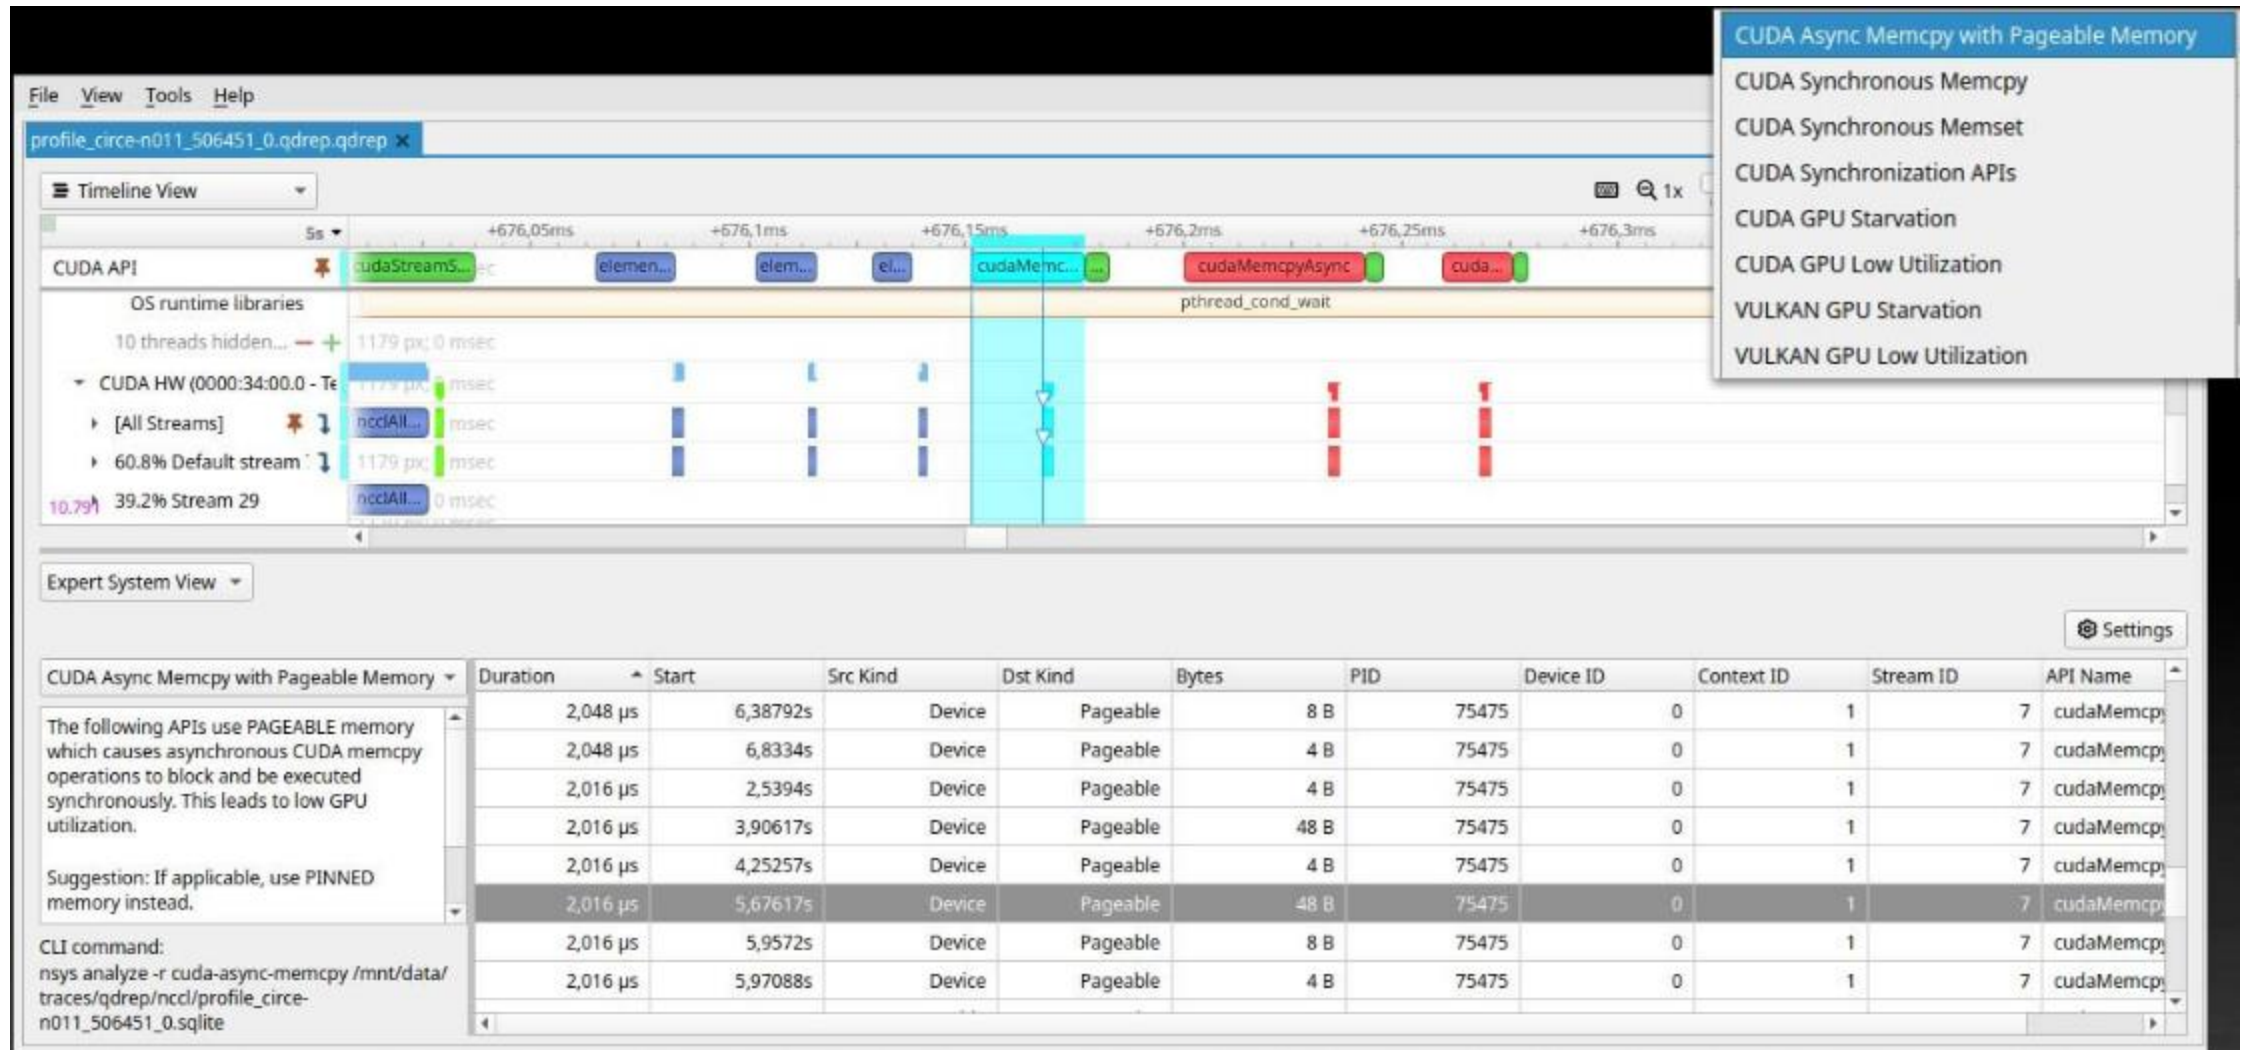 CUDA Async Memcpy with Pageable Memory
CUDA Synchronous Memcpy
CUDA Synchronous Memset
CUDA Synchronization APIs
CUDA GPU Starvation
CUDA GPU Low Utilization
VULKAN GPU Starvation
VULKAN GPU Low Utilization
File View Tools Help
profile_circe-n011_506451_0.qdrep.qdrep
Timeline View 1x
5s +676,05ms +676,1ms +676,15ms +676,2ms +676,25ms +676,3ms
CUDA API cudaStreamS... elemen... elem... el... cudaMemc... ... cudaMemcpyAsync cuda...
OS runtime libraries pthread_cond_wait
10 threads hidden... 1179 px; 0 msec
CUDA HW (0000:34:00.0 - Te 1179 px; msec
[All Streams] ncclAll... msec
60.8% Default stream 1179 px; msec
10.79 39.2% Stream 29 ncclAll... 0 msec
Expert System View
Settings
CUDA Async Memcpy with Pageable Memory
The following APIs use PAGEABLE memory
which causes asynchronous CUDA memcpy
operations to block and be executed
synchronously. This leads to low GPU
utilization.
Suggestion: If applicable, use PINNED
memory instead.
CLI command:
nsys analyze -r cuda-async-memcpy /mnt/data/
traces/qdrep/nccl/profile_circe-
n011_506451_0.sqlite
Duration Start Src Kind Dst Kind Bytes PID Device ID Context ID Stream ID API Name
2,048 μs 6,38792s Device Pageable 8 B 75475 0 1 7 cudaMemcpy
2,048 μs 6,8334s Device Pageable 4 B 75475 0 1 7 cudaMemcpy
2,016 μs 2,5394s Device Pageable 4 B 75475 0 1 7 cudaMemcpy
2,016 μs 3,90617s Device Pageable 48 B 75475 0 1 7 cudaMemcpy
2,016 μs 4,25257s Device Pageable 4 B 75475 0 1 7 cudaMemcpy
2,016 μs 5,67617s Device Pageable 48 B 75475 0 1 7 cudaMemcpy
2,016 μs 5,9572s Device Pageable 8 B 75475 0 1 7 cudaMemcpy
2,016 μs 5,97088s Device Pageable 4 B 75475 0 1 7 cudaMemcpy